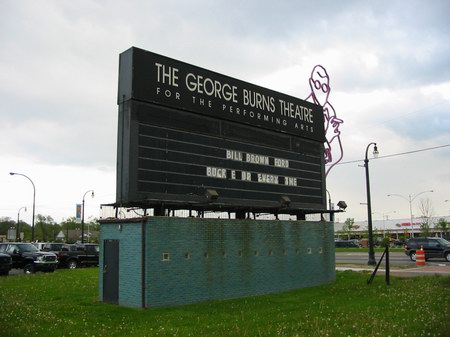 THE GEORGE BURNS THEATRE
FOR THE PERFORMING ARTS
BILL BROWN FORD